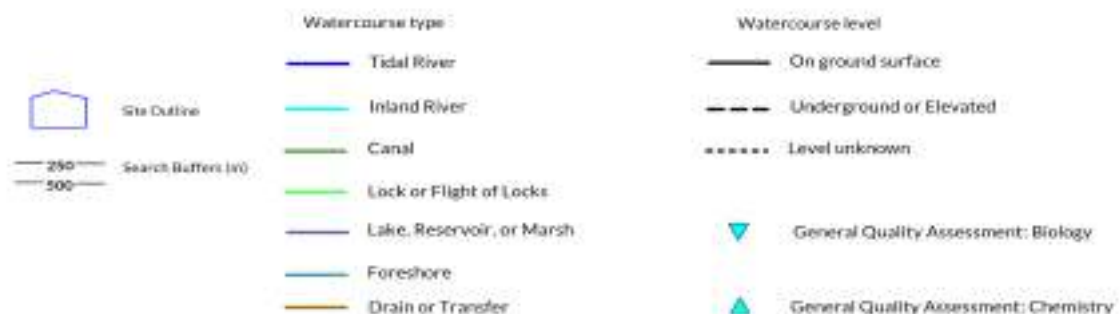 Watercourse type
Watercourse level
Tidal River
On ground surface
Site Outline
Inland River
Underground or Elevated
250
500
Search Buffers (m)
Canal
Level unknown
Lock or Flight of Locks
Lake, Reservoir, or Marsh
General Quality Assessment: Biology
Foreshore
Drain or Transfer
General Quality Assessment: Chemistry